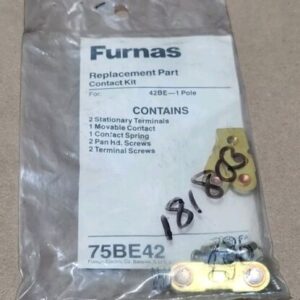 Furnas
Replacement Part
Contact Kit
For: 42BE—1 Pole
CONTAINS
2 Stationary Terminals
1 Movable Contact
1 Contact Spring
2 Pan Hd. Screws
2 Terminal Screws
75BE42